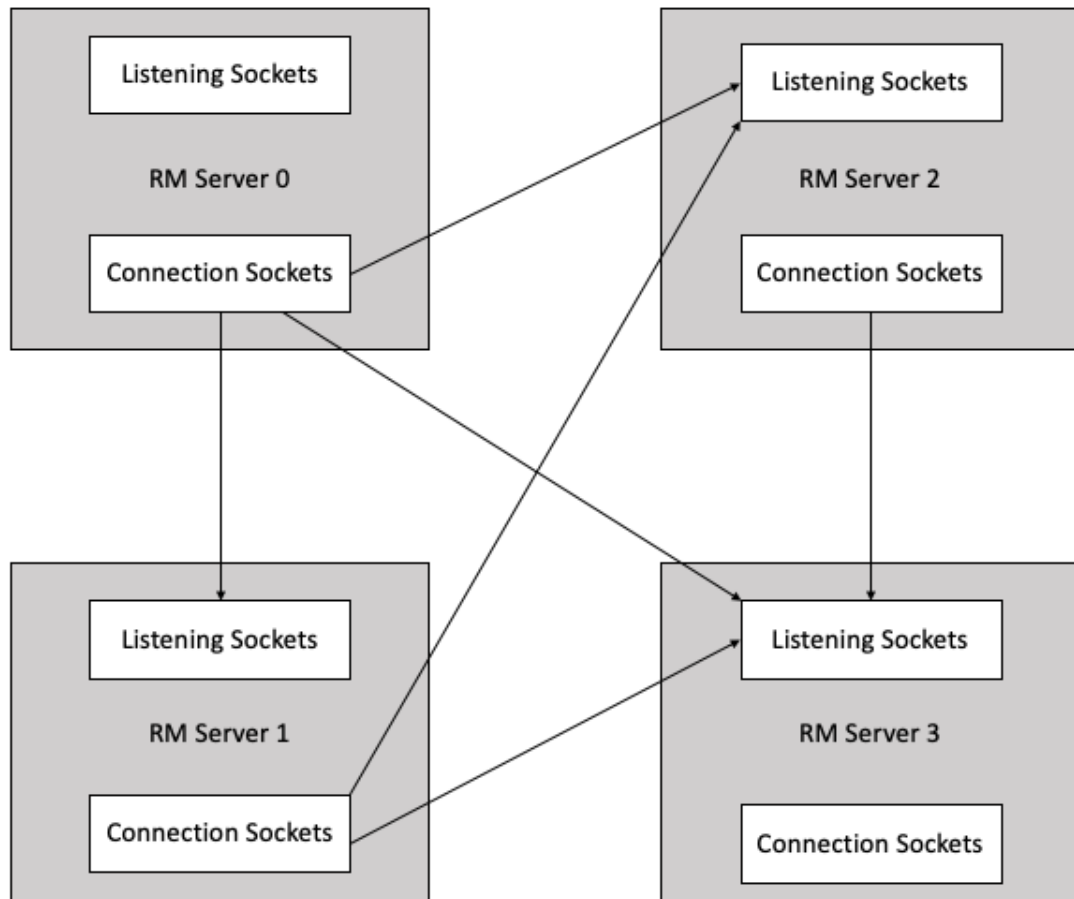 Listening Sockets
RM Server 0
Connection Sockets
Listening Sockets
RM Server 2
Connection Sockets
Listening Sockets
RM Server 1
Connection Sockets
Listening Sockets
RM Server 3
Connection Sockets